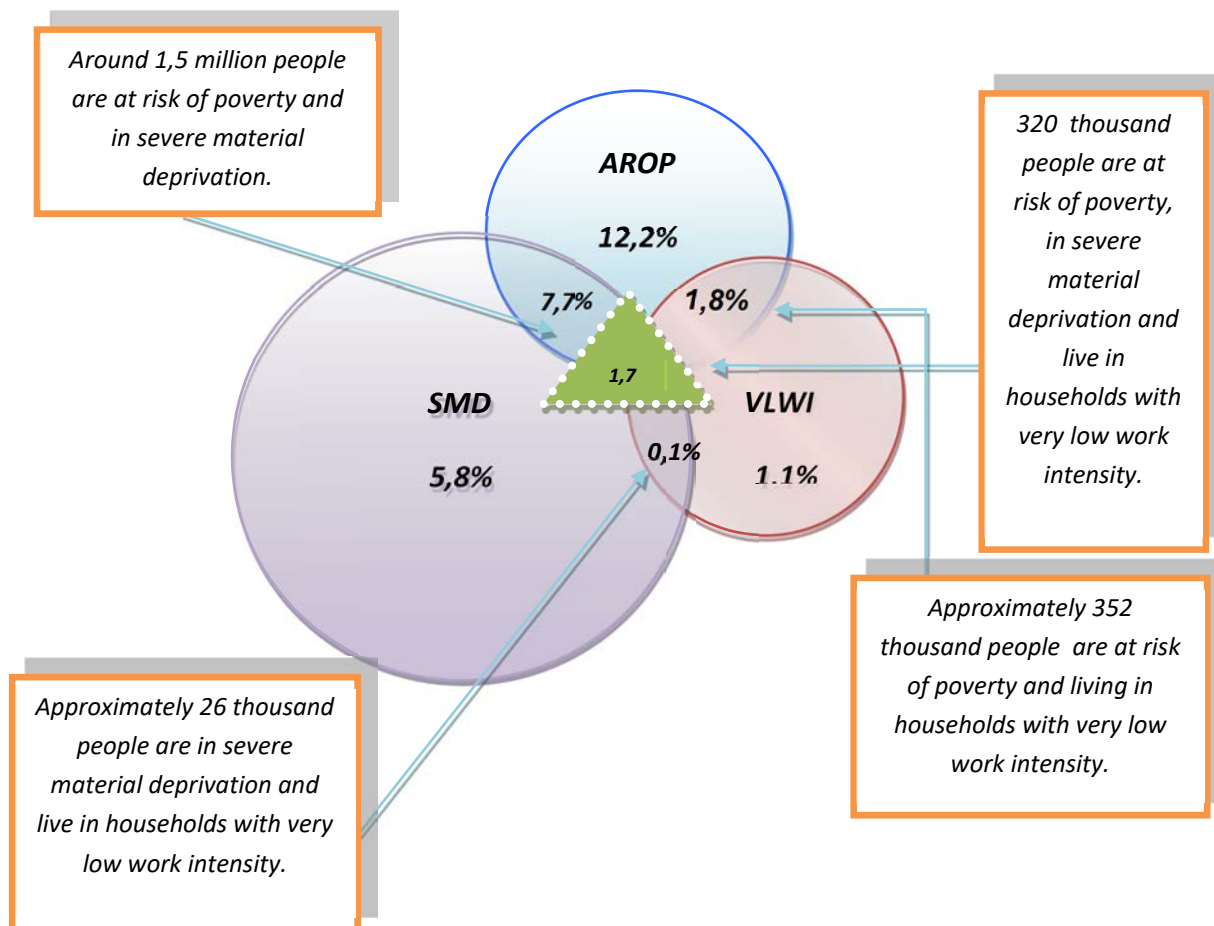 Around 1,5 million people
are at risk of poverty and
in severe material
deprivation.
AROP
12,2%
7,7%
1,8%
1,7
SMD
5,8%
VLWI
0,1%
1.1%
320 thousand
people are at
risk of poverty,
in severe
material
deprivation and
live in
households with
very low work
intensity.
Approximately 352
thousand people are at risk
of poverty and living in
households with very low
work intensity.
Approximately 26 thousand
people are in severe
material deprivation and
live in households with very
low work intensity.